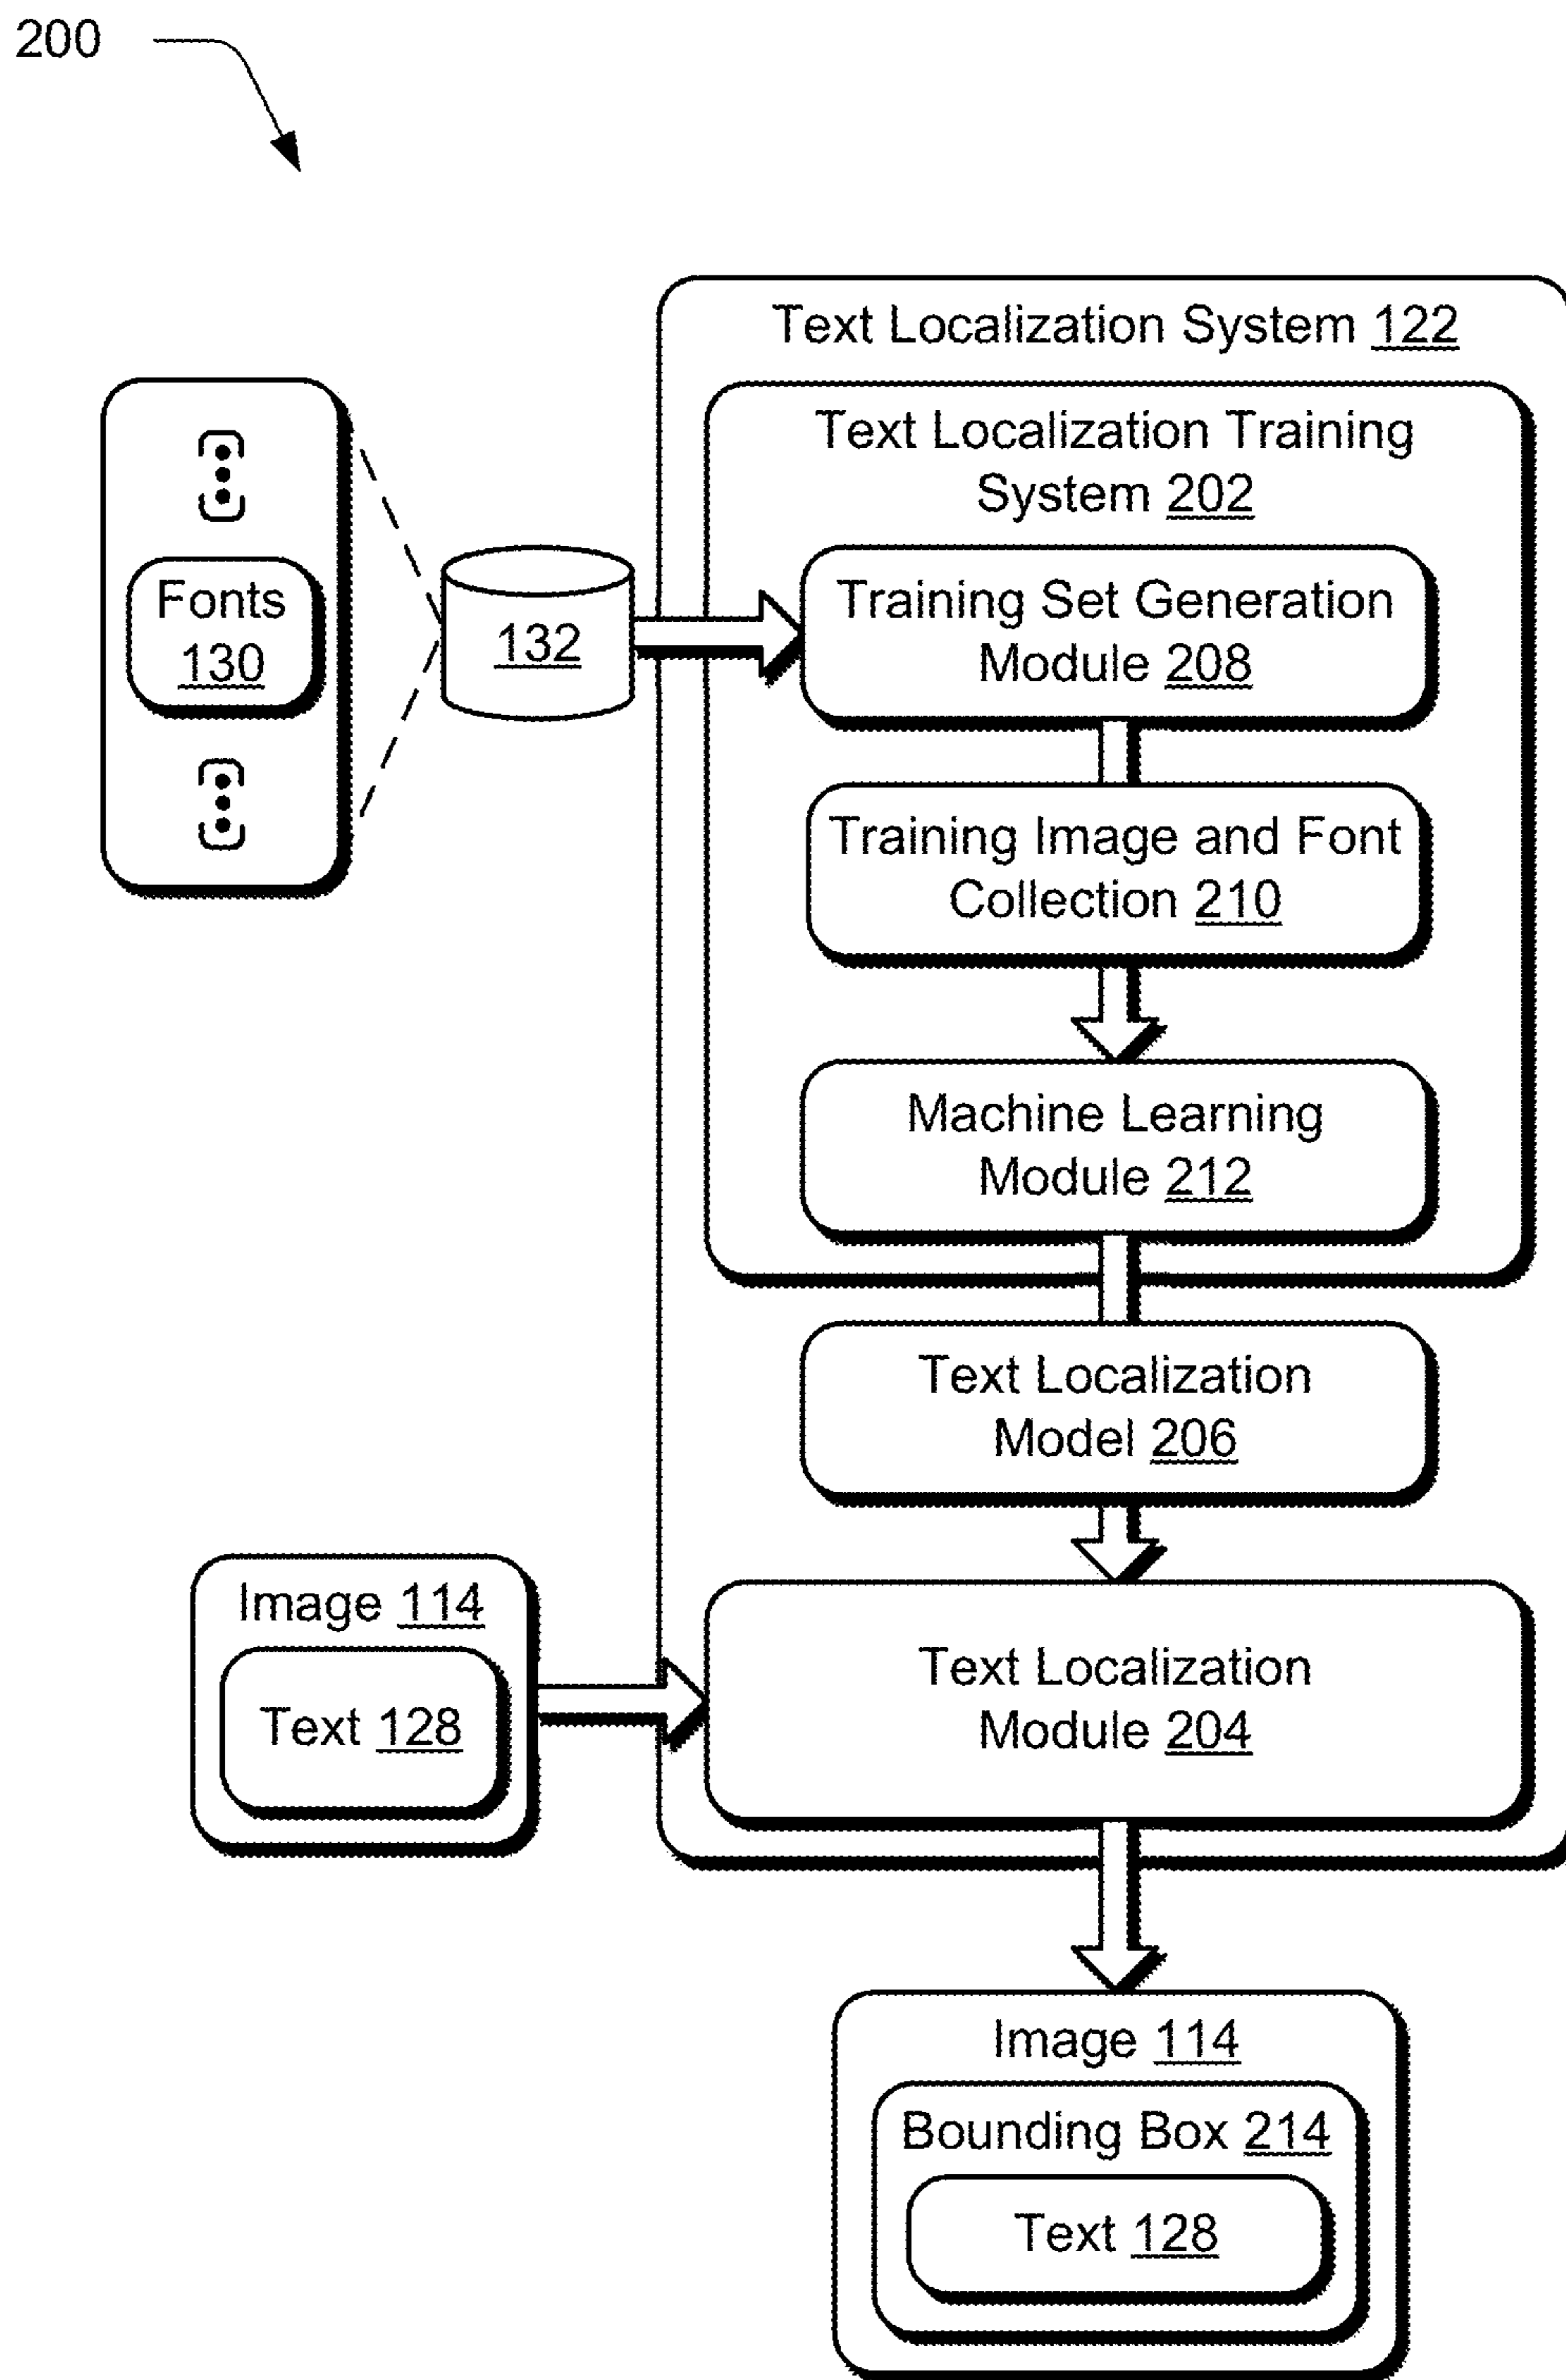 200
Text Localization System 122
Text Localization Training
System 202
Fonts
130
132
Training Set Generation
Module 208
Training Image and Font
Collection 210
Machine Learning
Module 212
Text Localization
Model 206
Image 114
Text 128
Text Localization
Module 204
Image 114
Bounding Box 214
Text 128